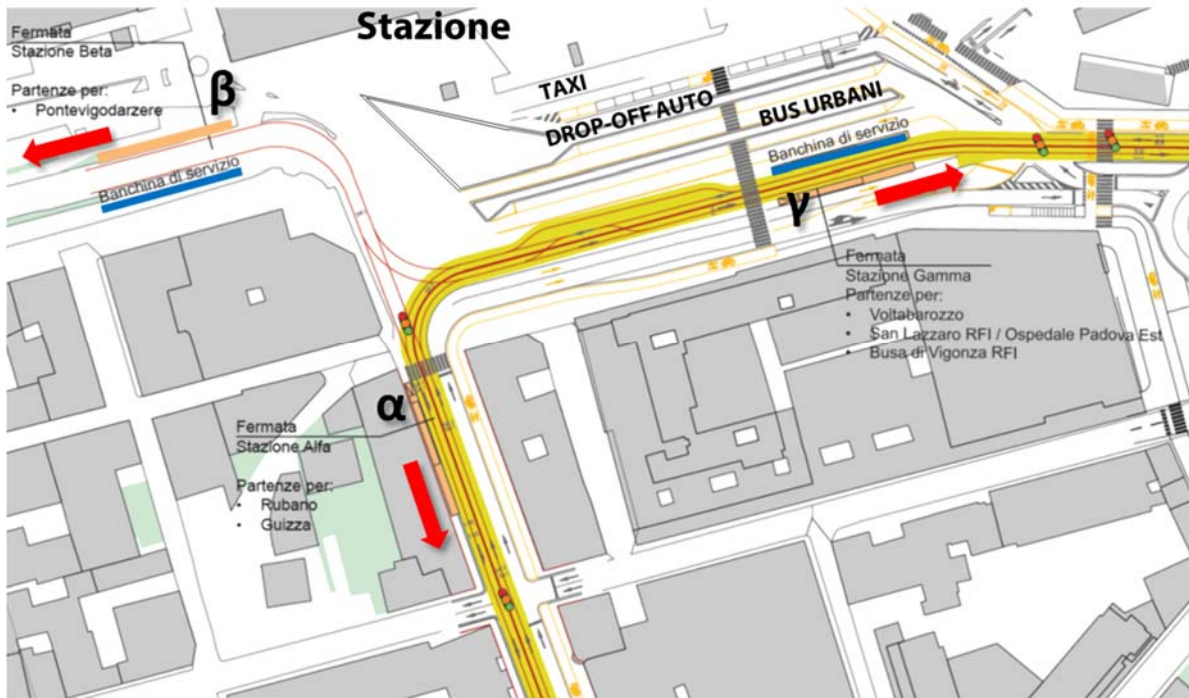 Stazione
Fermata
Stazione Beta
Partenze per:
• Pontevigodarzere
β
Banchina di servizio
TAXI
DROP-OFF AUTO
BUS URBANI
Banchina di servizio
γ
Fermata
Stazione Gamma
Partenze per:
• Voltabarozzo
• San Lazzaro RFI / Ospedale Padova Est
• Busa di Vigonza RFI
α
Fermata
Stazione Alfa
Partenze per:
• Rubano
• Guizza